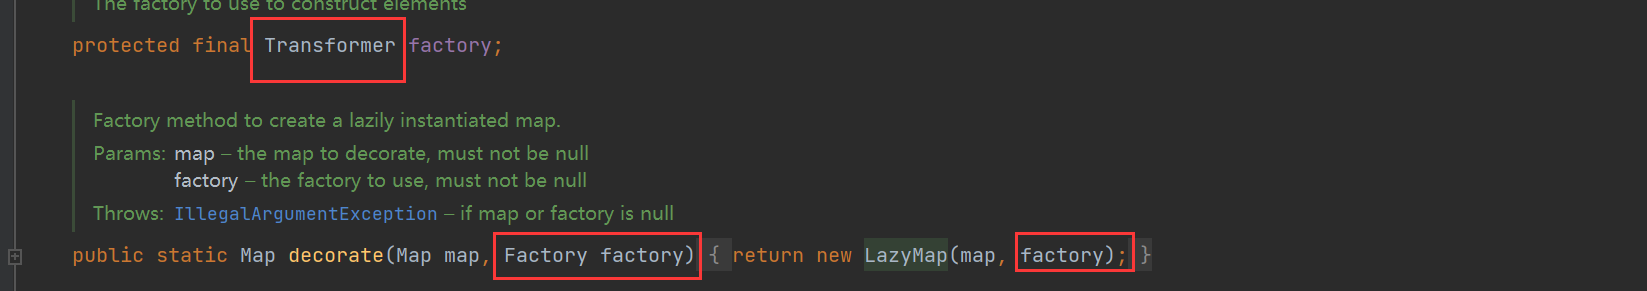 The factory to use to construct elements
protected final Transformer factory;
Factory method to create a lazily instantiated map.
Params: map – the map to decorate, must not be null
factory – the factory to use, must not be null
Throws: IllegalArgumentException – if map or factory is null
public static Map decorate(Map map, Factory factory) { return new LazyMap(map, factory); }